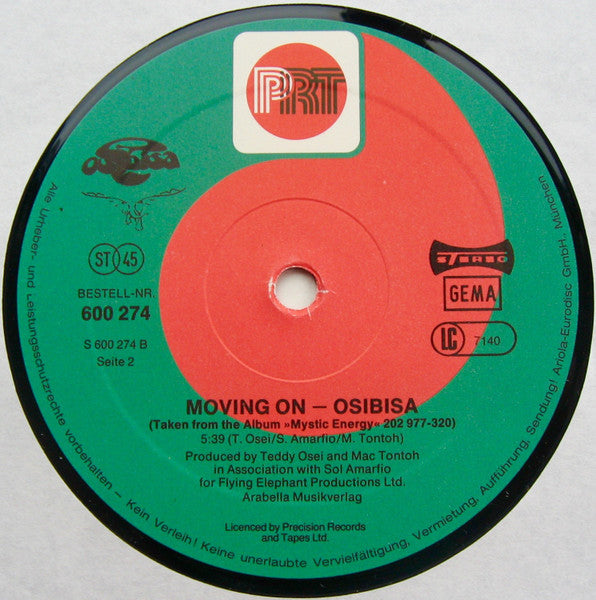 PRT
osibisa
ST 45
BESTELL-NR.
600 274
S 600 274 B
Seite 2
STEREO
GEMA
LC 7140
MOVING ON – OSIBISA
(Taken from the Album »Mystic Energy« 202 977-320)
5:39 (T. Osei/S. Amarfio/M. Tontoh)
Produced by Teddy Osei and Mac Tontoh
in Association with Sol Amarfio
for Flying Elephant Productions Ltd.
Arabella Musikverlag
Licenced by Precision Records
and Tapes Ltd.
Alle Urheber- und Leistungsschutzrechte vorbehalten – Kein Verleih! Keine unerlaubte Vervielfältigung, Vermietung, Aufführung, Sendung! Ariola-Eurodisc GmbH., München